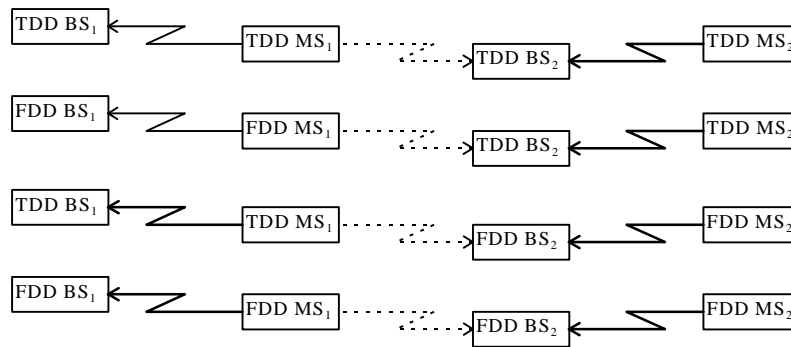 TDD BS₁ TDD MS₁ TDD BS₂ TDD MS₂
FDD BS₁ FDD MS₁ TDD BS₂ TDD MS₂
TDD BS₁ TDD MS₁ FDD BS₂ FDD MS₂
FDD BS₁ FDD MS₁ FDD BS₂ FDD MS₂